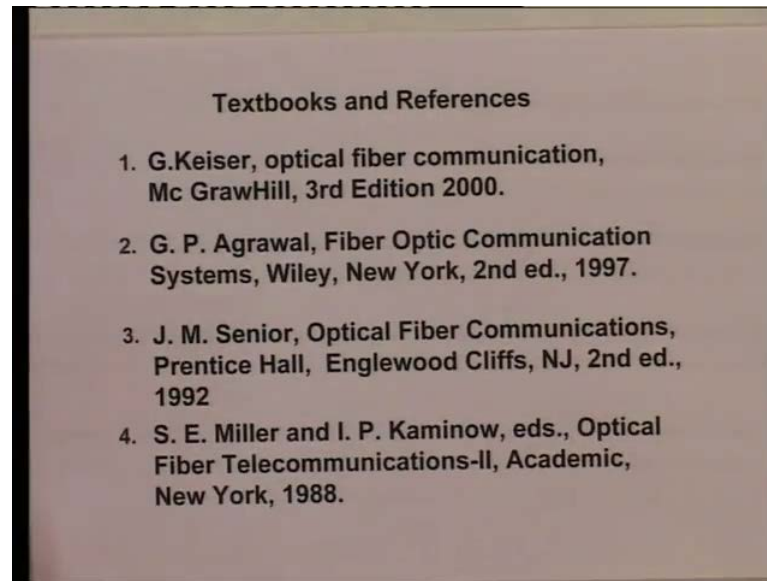 Textbooks and References
1. G.Keiser, optical fiber communication,
Mc GrawHill, 3rd Edition 2000.
2. G. P. Agrawal, Fiber Optic Communication
Systems, Wiley, New York, 2nd ed., 1997.
3. J. M. Senior, Optical Fiber Communications,
Prentice Hall, Englewood Cliffs, NJ, 2nd ed.,
1992
4. S. E. Miller and I. P. Kaminow, eds., Optical
Fiber Telecommunications-II, Academic,
New York, 1988.